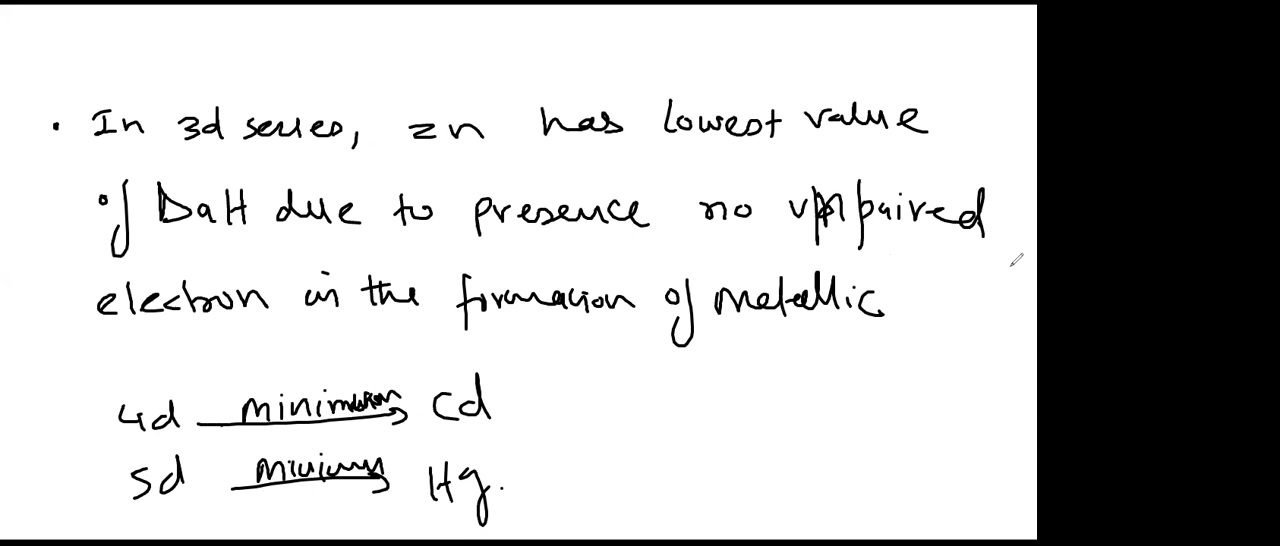 • In 3d series, zn has lowest value
of ΔaH due to presence no unpaired
electron in the formation of metallic
4d minimum Cd
5d minimum Hg.